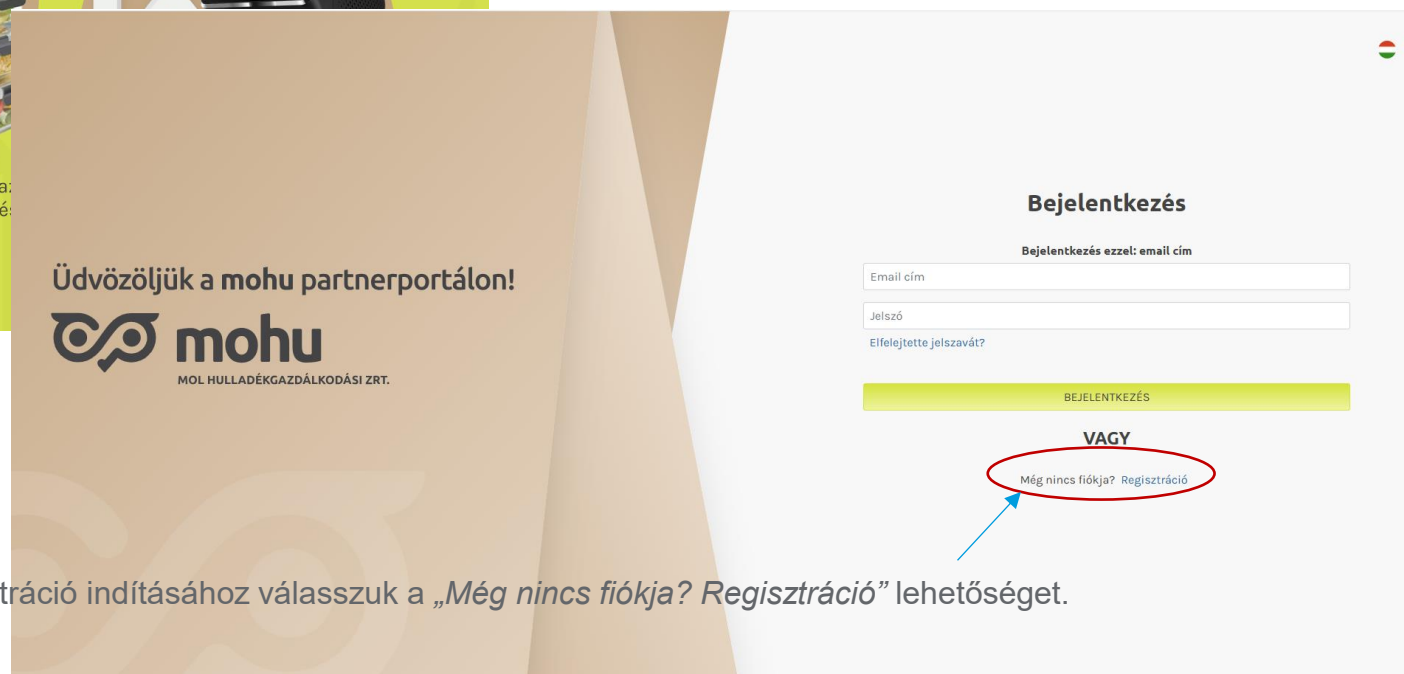 Üdvözöljük a mohu partnerportálon!
mohu
MOL HULLADÉKGAZDÁLKODÁSI ZRT.
Bejelentkezés
Bejelentkezés ezzel: email cím
Email cím
Jelszó
Elfelejtette jelszavát?
BEJELENTKEZÉS
VAGY
Még nincs fiókja? Regisztráció
tráció indításához válasszuk a „Még nincs fiókja? Regisztráció” lehetőséget.